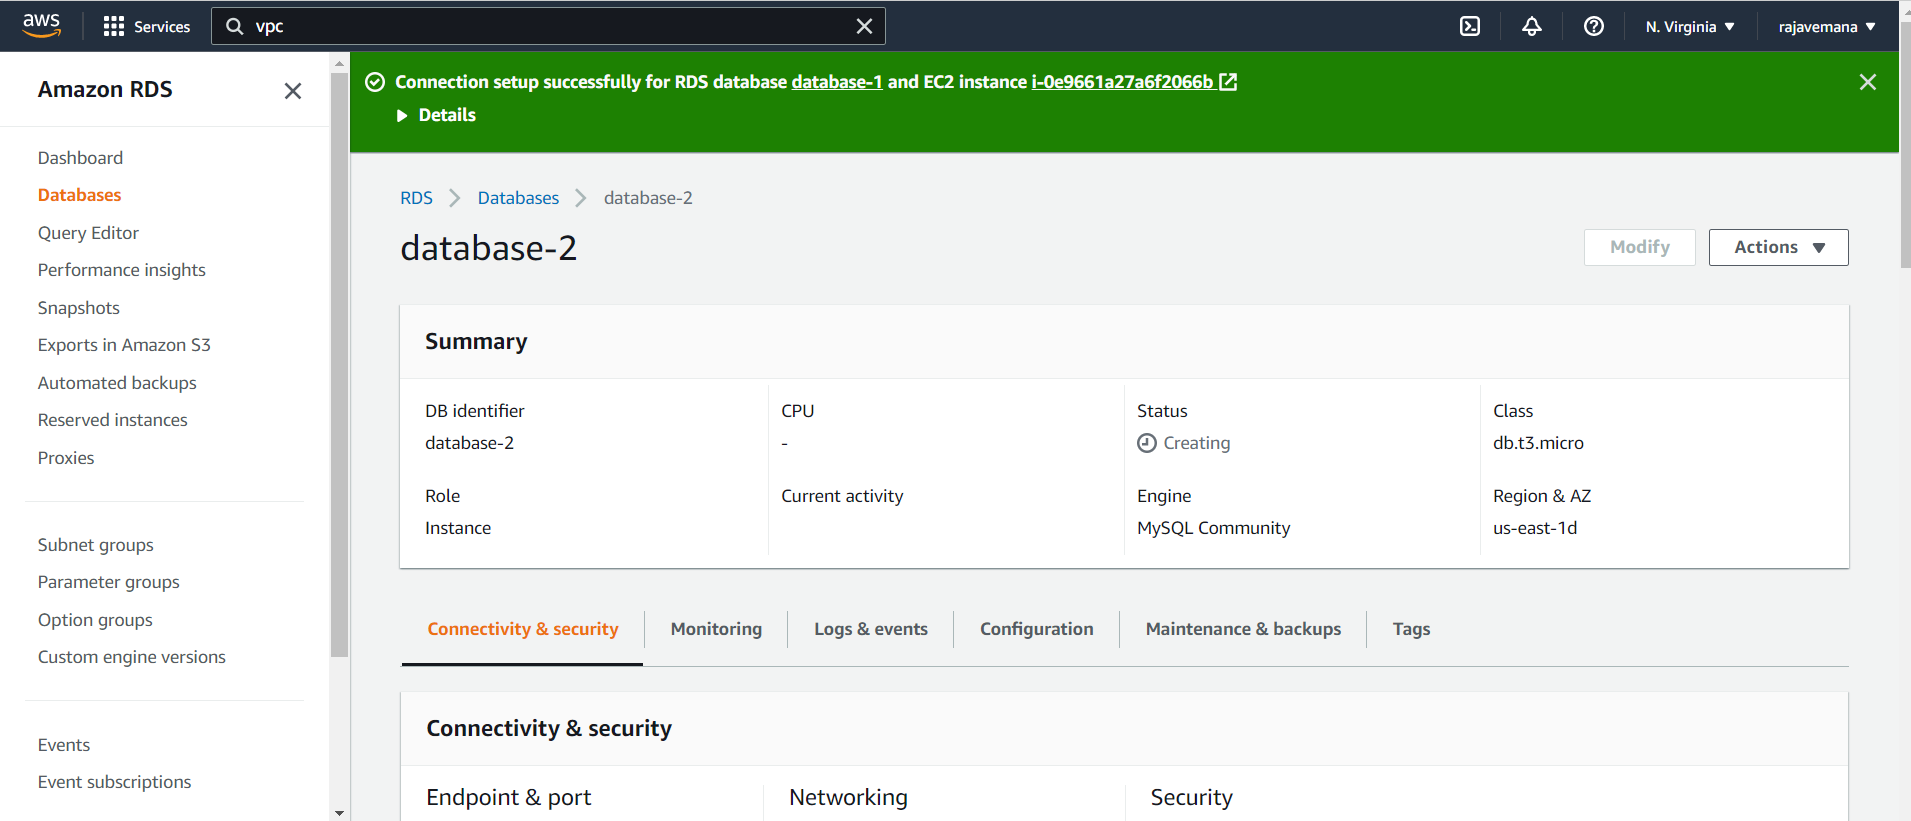 aws Services vpc N. Virginia rajavemana
Amazon RDS
Dashboard
Databases
Query Editor
Performance insights
Snapshots
Exports in Amazon S3
Automated backups
Reserved instances
Proxies
Subnet groups
Parameter groups
Option groups
Custom engine versions
Events
Event subscriptions
Connection setup successfully for RDS database database-1 and EC2 instance i-0e9661a27a6f2066b
Details
RDS Databases database-2
database-2
Modify Actions
Summary
DB identifier
database-2
CPU
-
Status
Creating
Class
db.t3.micro
Role
Instance
Current activity
Engine
MySQL Community
Region & AZ
us-east-1d
Connectivity & security Monitoring Logs & events Configuration Maintenance & backups Tags
Connectivity & security
Endpoint & port Networking Security